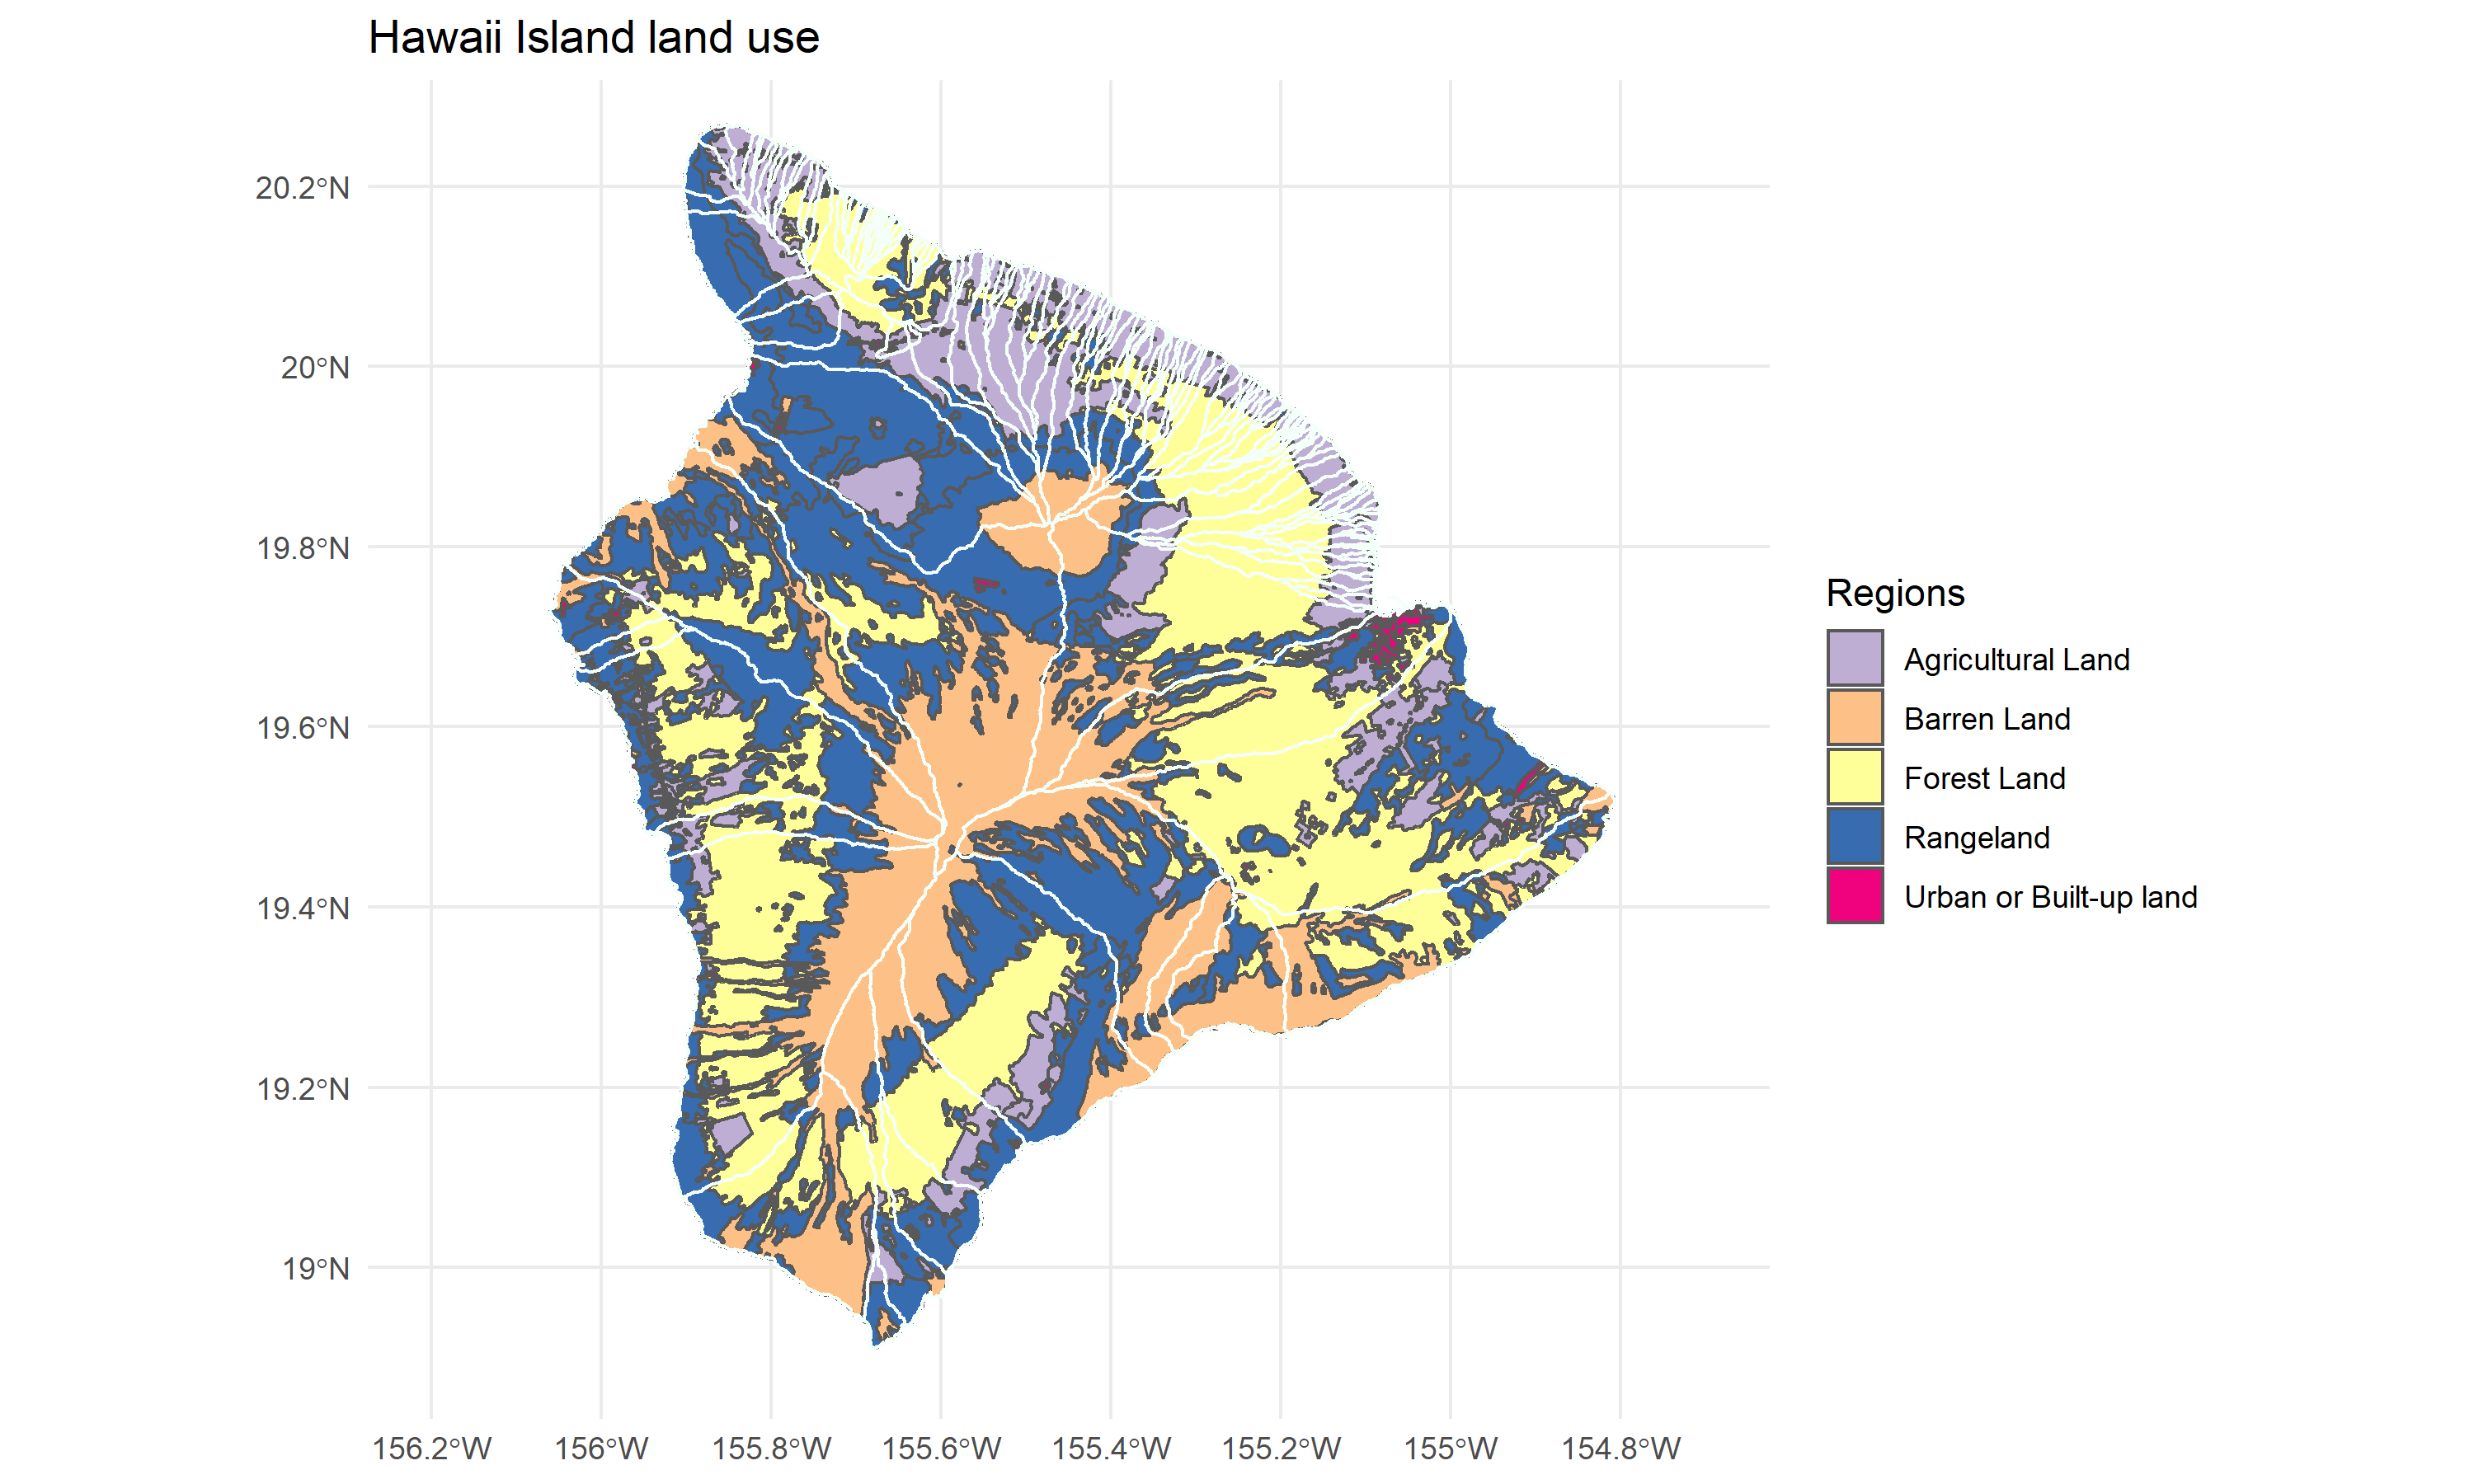 Hawaii Island land use
20.2°N
20°N
19.8°N
19.6°N
19.4°N
19.2°N
19°N
156.2°W
156°W
155.8°W
155.6°W
155.4°W
155.2°W
155°W
154.8°W
Regions
Agricultural Land
Barren Land
Forest Land
Rangeland
Urban or Built-up land